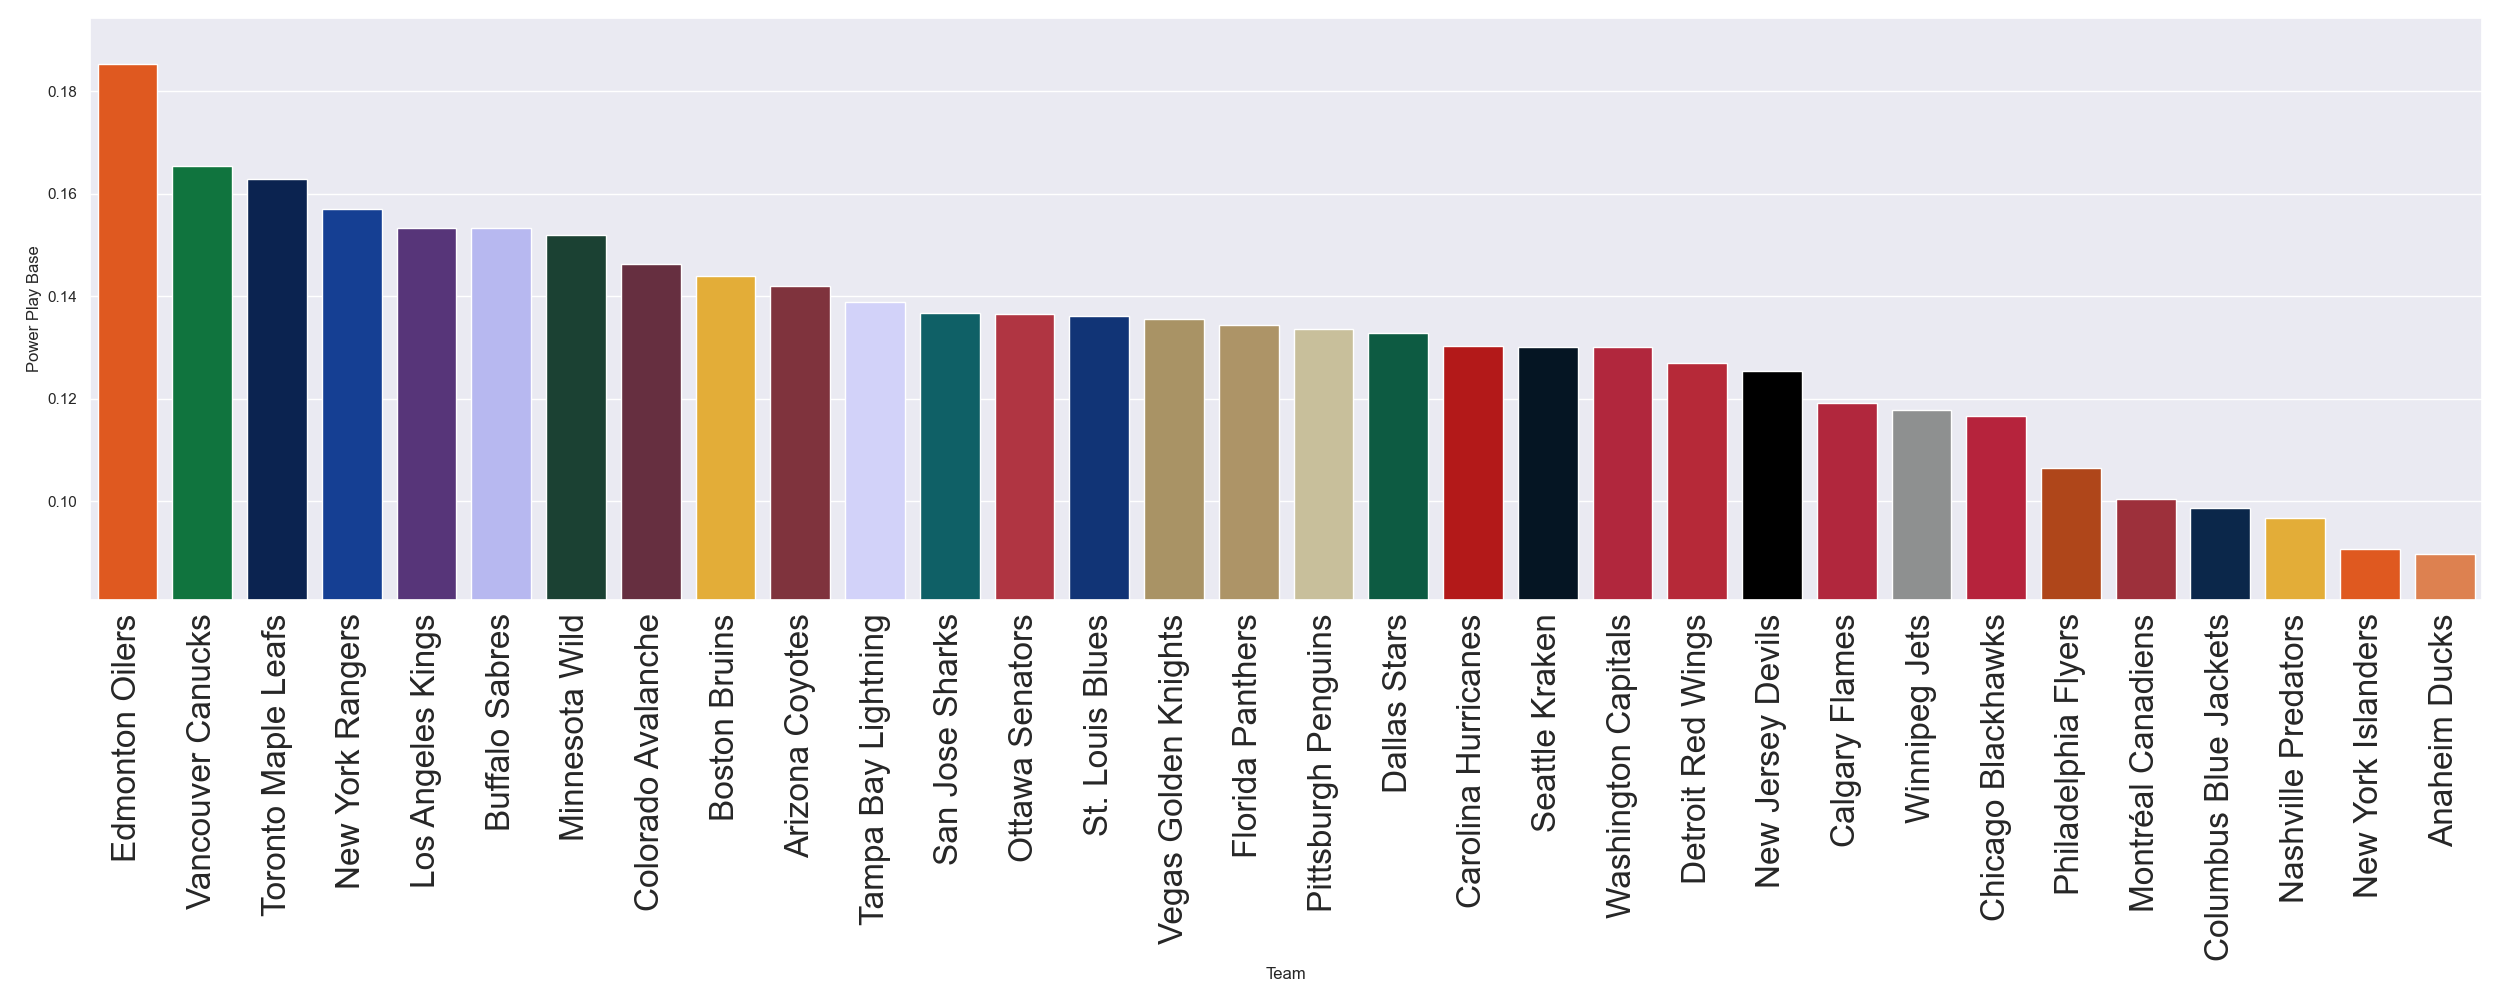 0.18
0.16
0.14
0.12
0.10
Power Play Base
Edmonton Oilers
Vancouver Canucks
Toronto Maple Leafs
New York Rangers
Los Angeles Kings
Buffalo Sabres
Minnesota Wild
Colorado Avalanche
Boston Bruins
Arizona Coyotes
Tampa Bay Lightning
San Jose Sharks
Ottawa Senators
St. Louis Blues
Vegas Golden Knights
Florida Panthers
Pittsburgh Penguins
Dallas Stars
Carolina Hurricanes
Seattle Kraken
Washington Capitals
Detroit Red Wings
New Jersey Devils
Calgary Flames
Winnipeg Jets
Chicago Blackhawks
Philadelphia Flyers
Montréal Canadiens
Columbus Blue Jackets
Nashville Predators
New York Islanders
Anaheim Ducks
Team